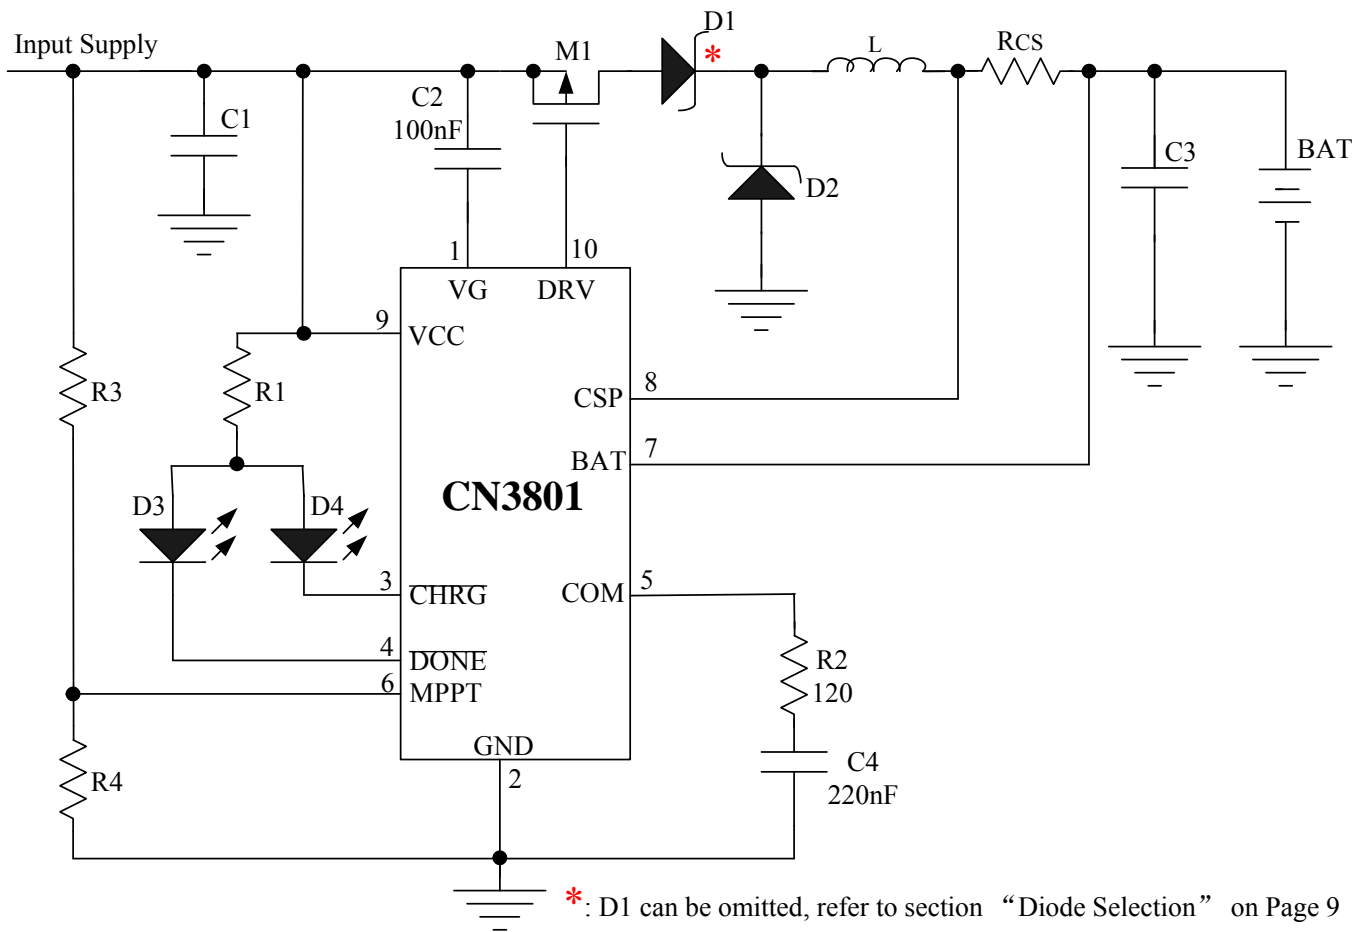 Input Supply
M1
D1
*
L
RCS
C1
C2
100nF
D2
C3
BAT
1
10
VG
DRV
9
VCC
R3
R1
8
CSP
7
BAT
CN3801
D3
D4
3
CHRG
COM
5
4
DONE
6
MPPT
R2
120
GND
2
R4
C4
220nF
*: D1 can be omitted, refer to section “Diode Selection” on Page 9